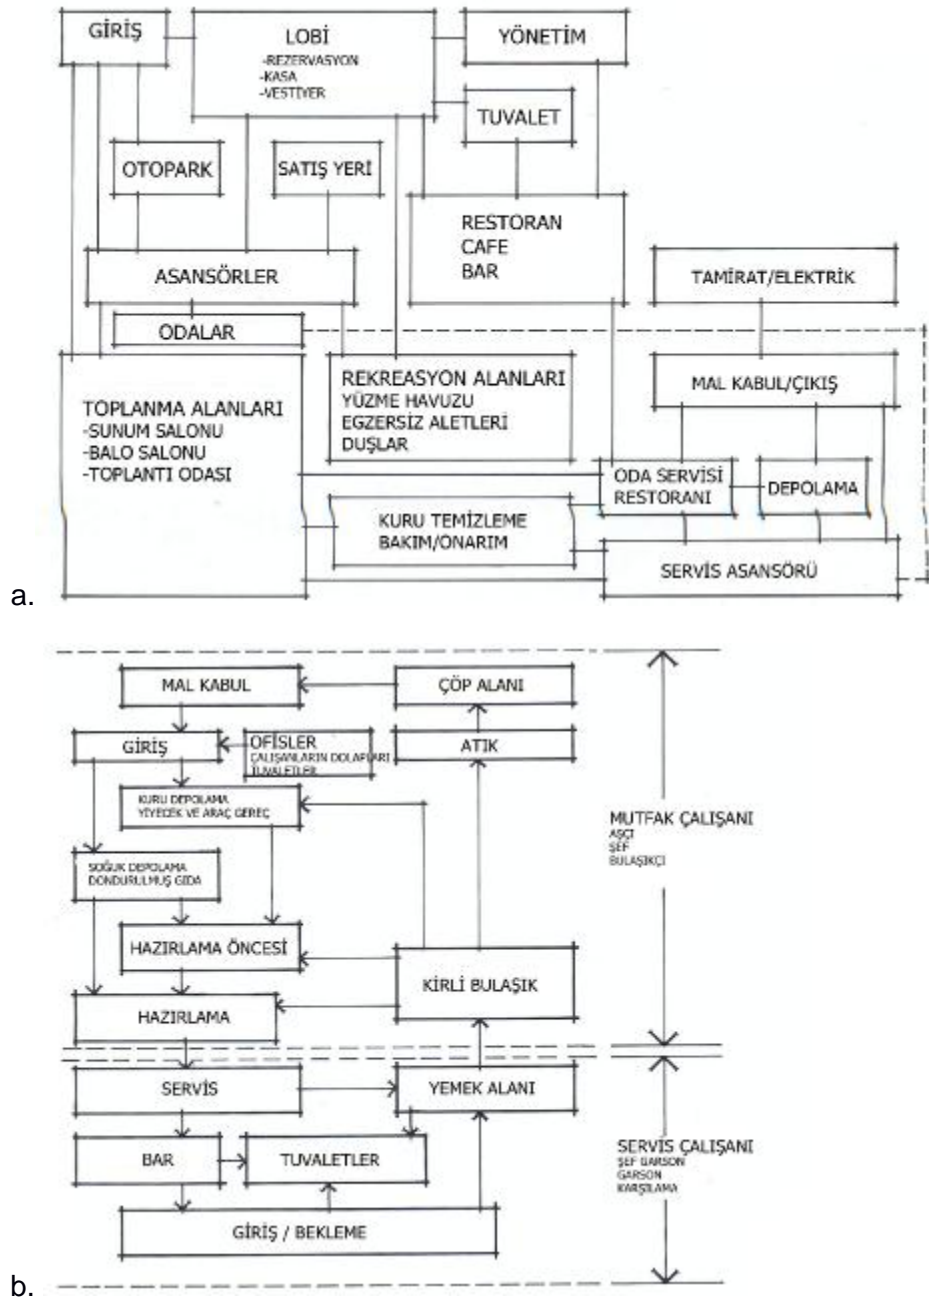 GİRİŞ
LOBİ
-REZERVASYON
-KASA
-VESTİYER
YÖNETİM
TUVALET
OTOPARK
SATIŞ YERİ
RESTORAN
CAFE
BAR
ASANSÖRLER
TAMİRAT/ELEKTRİK
ODALAR
TOPLANMA ALANLARI
-SUNUM SALONU
-BALO SALONU
-TOPLANTI ODASI
REKREASYON ALANLARI
YÜZME HAVUZU
EGZERSİZ ALETLERİ
DUŞLAR
MAL KABUL/ÇIKIŞ
ODA SERVİSİ
RESTORANI
DEPOLAMA
KURU TEMİZLEME
BAKIM/ONARIM
SERVİS ASANSÖRÜ
a.
MAL KABUL
ÇÖP ALANI
GİRİŞ
OFİSLER
ÇALIŞANLARIN DOLAPLARI
TUVALETLER
ATIK
KURU DEPOLAMA
YİYECEK VE ARAÇ GEREÇ
MUTFAK ÇALIŞANI
AŞÇI
ŞEF
BULAŞIKÇI
SOĞUK DEPOLAMA
DONDURULMUŞ GIDA
HAZIRLAMA ÖNCESİ
KİRLİ BULAŞIK
HAZIRLAMA
SERVİS
YEMEK ALANI
BAR
TUVALETLER
SERVİS ÇALIŞANI
ŞEF GARSON
GARSON
KARŞILAMA
GİRİŞ / BEKLEME
b.